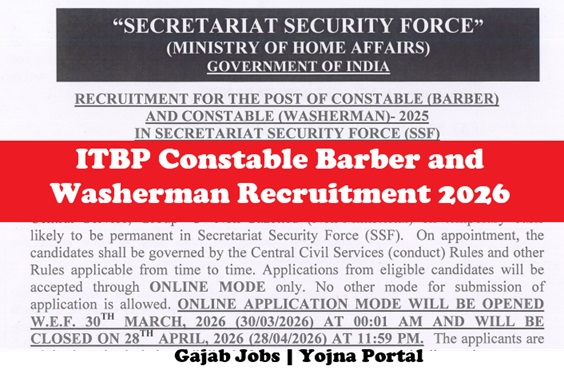 “SECRETARIAT SECURITY FORCE”
(MINISTRY OF HOME AFFAIRS)
GOVERNMENT OF INDIA
RECRUITMENT FOR THE POST OF CONSTABLE (BARBER)
AND CONSTABLE (WASHERMAN)- 2025
IN SECRETARIAT SECURITY FORCE (SSF)
ITBP Constable Barber and
Washerman Recruitment 2026
likely to be permanent in Secretariat Security Force (SSF). On appointment, the
candidates shall be governed by the Central Civil Services (conduct) Rules and other
Rules applicable from time to time. Applications from eligible candidates will be
accepted through ONLINE MODE only. No other mode for submission of
application is allowed. ONLINE APPLICATION MODE WILL BE OPENED
W.E.F. 30TH MARCH, 2026 (30/03/2026) AT 00:01 AM AND WILL BE
CLOSED ON 28TH APRIL, 2026 (28/04/2026) AT 11:59 PM. The applicants are
Gajab Jobs | Yojna Portal